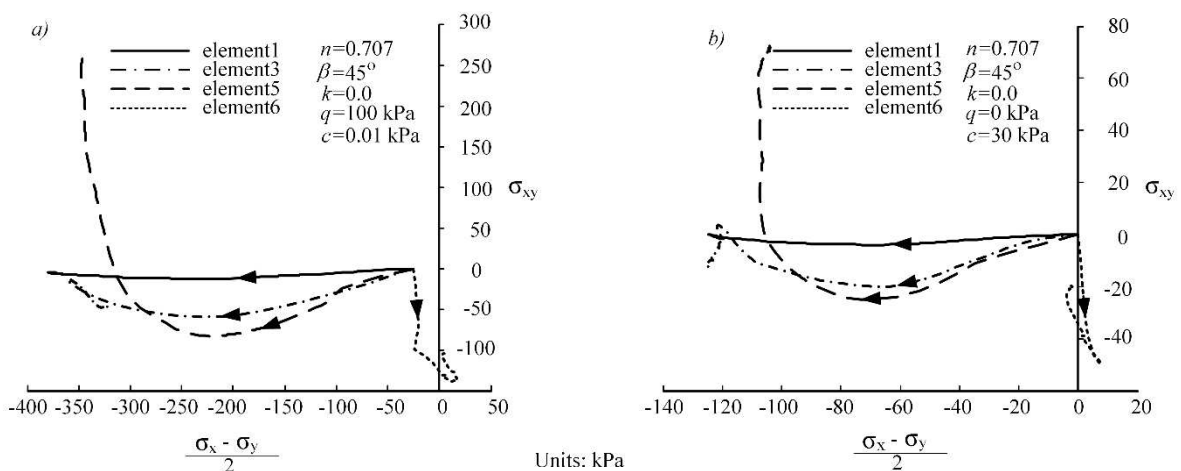 a)
element1 n=0.707
element3 β=45°
element5 k=0.0
element6 q=100 kPa
c=0.01 kPa
300
250
200
150
100
50
0
-50
-100
σxy
-400 -350 -300 -250 -200 -150 -100 -50 0 50
σx - σy
2
b)
element1 n=0.707
element3 β=45°
element5 k=0.0
element6 q=0 kPa
c=30 kPa
80
60
40
20
0
-20
-40
σxy
-140 -120 -100 -80 -60 -40 -20 0 20
σx - σy
2
Units: kPa